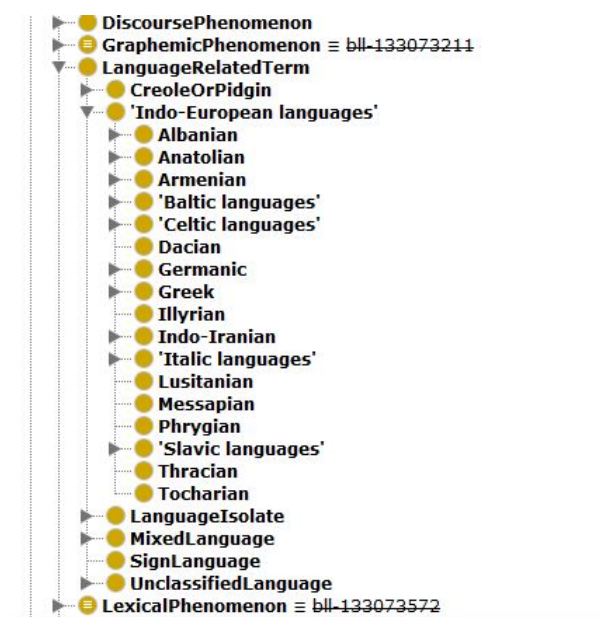 DiscoursePhenomenon
GraphemicPhenomenon ≡ bll-133073211
LanguageRelatedTerm
CreoleOrPidgin
'Indo-European languages'
Albanian
Anatolian
Armenian
'Baltic languages'
'Celtic languages'
Dacian
Germanic
Greek
Illyrian
Indo-Iranian
'Italic languages'
Lusitanian
Messapian
Phrygian
'Slavic languages'
Thracian
Tocharian
LanguageIsolate
MixedLanguage
SignLanguage
UnclassifiedLanguage
LexicalPhenomenon ≡ bll-133073572